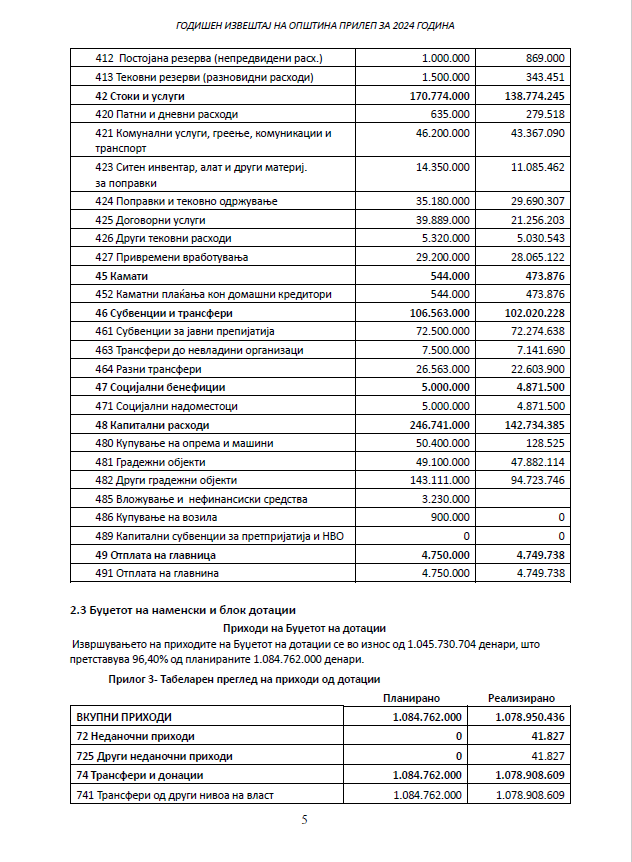 ГОДИШЕН ИЗВЕШТАЈ НА ОПШТИНА ПРИЛЕП ЗА 2024 ГОДИНА
412 Постојана резерва (непредвидени расх.) 1.000.000 869.000
413 Тековни резерви (разновидни расходи) 1.500.000 343.451
42 Стоки и услуги 170.774.000 138.774.245
420 Патни и дневни расходи 635.000 279.518
421 Комунални услуги, греење, комуникации и 46.200.000 43.367.090
транспорт
423 Ситен инвентар, алат и други материј. 14.350.000 11.085.462
за поправки
424 Поправки и тековно одржување 35.180.000 29.690.307
425 Договорни услуги 39.889.000 21.256.203
426 Други тековни расходи 5.320.000 5.030.543
427 Привремени вработувања 29.200.000 28.065.122
45 Камати 544.000 473.876
452 Каматни плаќања кон домашни кредитори 544.000 473.876
46 Субвенции и трансфери 106.563.000 102.020.228
461 Субвенции за јавни препијатија 72.500.000 72.274.638
463 Трансфери до невладини организаци 7.500.000 7.141.690
464 Разни трансфери 26.563.000 22.603.900
47 Социјални бенефиции 5.000.000 4.871.500
471 Социјални надоместоци 5.000.000 4.871.500
48 Капитални расходи 246.741.000 142.734.385
480 Купување на опрема и машини 50.400.000 128.525
481 Градежни објекти 49.100.000 47.882.114
482 Други градежни објекти 143.111.000 94.723.746
485 Вложување и нефинансиски средства 3.230.000
486 Купување на возила 900.000 0
489 Капитални субвенции за претпријатија и НВО 0 0
49 Отплата на главница 4.750.000 4.749.738
491 Отплата на главнина 4.750.000 4.749.738
2.3 Буџетот на наменски и блок дотации
Приходи на Буџетот на дотации
Извршувањето на приходите на Буџетот на дотации се во износ од 1.045.730.704 денари, што
претставува 96,40% од планираните 1.084.762.000 денари.
Прилог 3- Табеларен преглед на приходи од дотации
Планирано Реализирано
ВКУПНИ ПРИХОДИ 1.084.762.000 1.078.950.436
72 Неданочни приходи 0 41.827
725 Други неданочни приходи 0 41.827
74 Трансфери и донации 1.084.762.000 1.078.908.609
741 Трансфери од други нивоа на власт 1.084.762.000 1.078.908.609
5